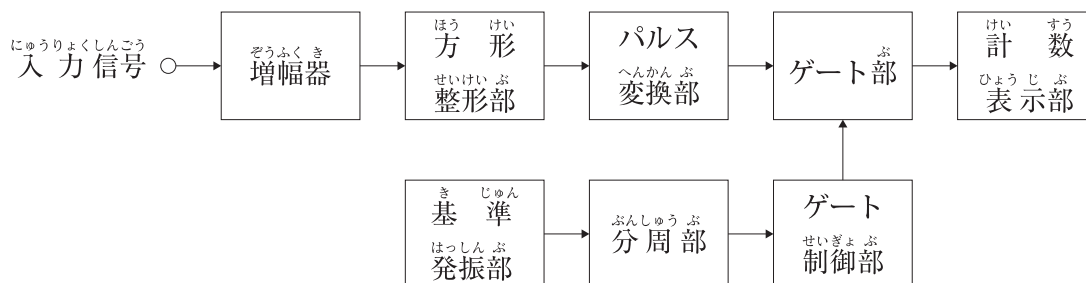 にゅうりょくしんごう
入力信号
ぞうふくき
増幅器
ほうけい
方形
せいけいぶ
整形部
パルス
へんかんぶ
変換部
ぶ
ゲート部
けいすう
計数
ひょうじぶ
表示部
きじゅん
基準
はっしんぶ
発振部
ぶんしゅうぶ
分周部
ゲート
せいぎょぶ
制御部